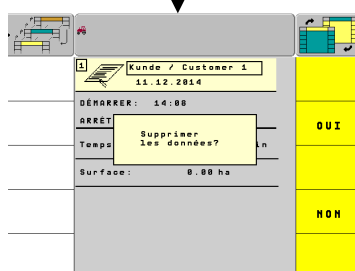 1
Kunde / Customer 1
11.12.2014
DÉMARRER: 14:08
ARRÊT
Supprimer
les données?
Temps
in
Surface: 0.00 ha
OUI
NON